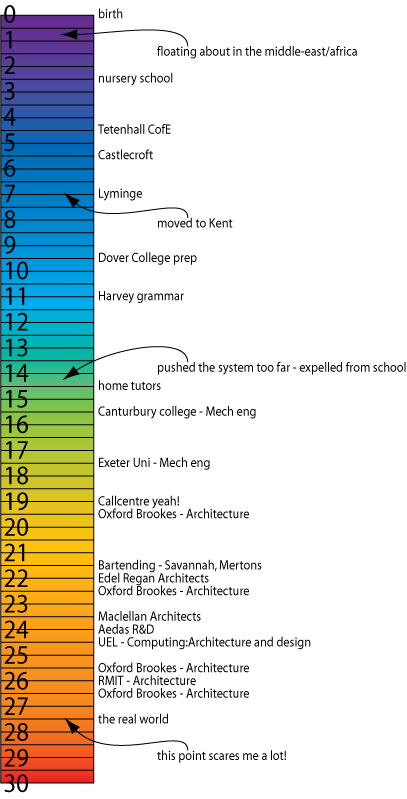 0
birth
1
floating about in the middle-east/africa
2
nursery school
3
4
Tetenhall CofE
5
Castlecroft
6
7
Lyminge
8
moved to Kent
9
Dover College prep
10
11
Harvey grammar
12
13
pushed the system too far - expelled from school
14
home tutors
15
Canturbury college - Mech eng
16
17
Exeter Uni - Mech eng
18
19
Callcentre yeah!
Oxford Brookes - Architecture
20
21
Bartending - Savannah, Mertons
22
Edel Regan Architects
Oxford Brookes - Architecture
23
Maclellan Architects
24
Aedas R&D
UEL - Computing:Architecture and design
25
Oxford Brookes - Architecture
26
RMIT - Architecture
Oxford Brookes - Architecture
27
the real world
28
this point scares me a lot!
29
30